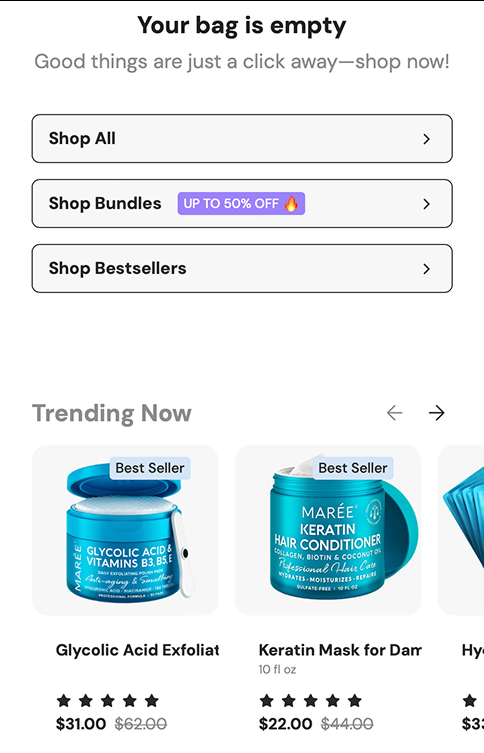 Your bag is empty
Good things are just a click away—shop now!
Shop All
Shop Bundles UP TO 50% OFF 🔥
Shop Bestsellers
Trending Now
Best Seller
MARÉE
GLYCOLIC ACID &
VITAMINS B3, B5, E
DAILY EXFOLIATING POLISH PADS
Anti-aging & Smoothing
HYALURONIC ACID • NIACINAMIDE •
PROFESSIONAL FORMULA
Best Seller
MARÉE
KERATIN
HAIR CONDITIONER
COLLAGEN, BIOTIN & COCONUT OIL
Professional Hair Care
HYDRATES • MOISTURIZES • REPAIRS
SULFATE-FREE | 10 FL OZ
Glycolic Acid Exfoliat
$31.00 $62.00
Keratin Mask for Dam
10 fl oz
$22.00 $44.00
Hy
$33